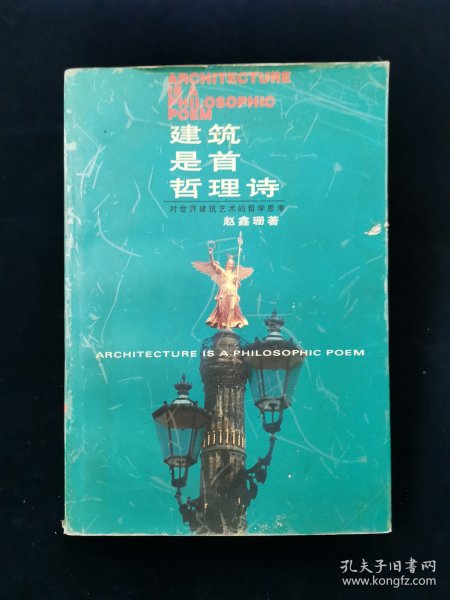 ARCHITECTURE
IS A
PHILOSOPHIC
POEM
建筑
是首
哲理诗
对世界建筑艺术的哲学思考
赵鑫珊著
ARCHITECTURE IS A PHILOSOPHIC POEM
孔夫子旧书网
www.kongfz.com